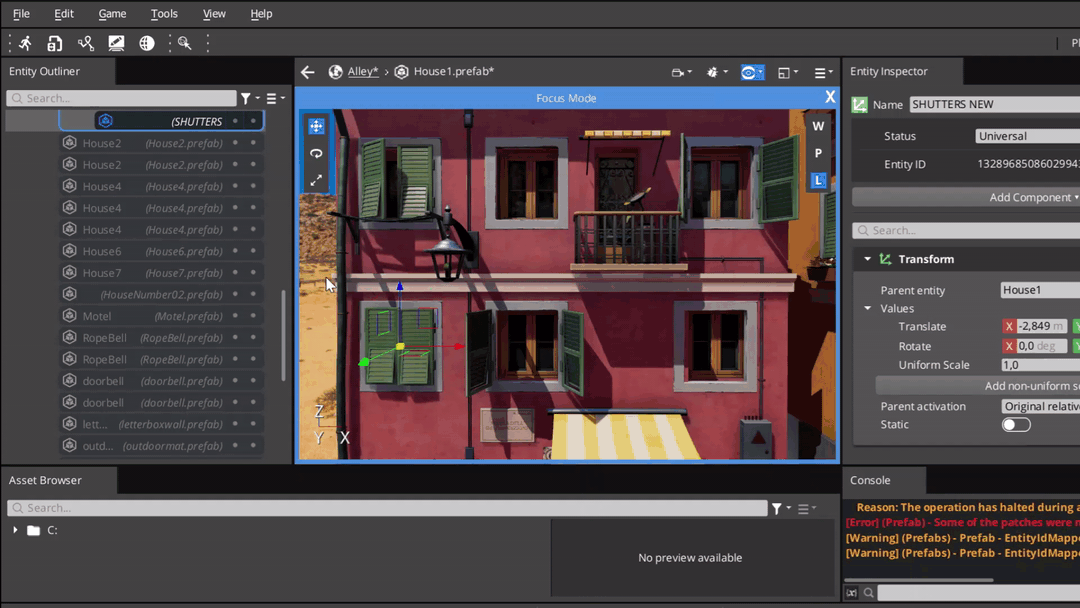 File Edit Game Tools View Help
Entity Outliner
Search...
(SHUTTERS
House2 (House2.prefab)
House2 (House2.prefab)
House4 (House4.prefab)
House4 (House4.prefab)
House4 (House4.prefab)
House6 (House6.prefab)
House7 (House7.prefab)
(HouseNumber02.prefab)
Motel (Motel.prefab)
RopeBell (RopeBell.prefab)
RopeBell (RopeBell.prefab)
doorbell (doorbell.prefab)
doorbell (doorbell.prefab)
lett... (letterboxwall.prefab)
outd... (outdoormat.prefab)
Alley* › House1.prefab*
Focus Mode X
W
P
L
Z
Y X
Entity Inspector
Name SHUTTERS NEW
Status Universal
Entity ID 1328968508602994
Add Component
Search...
Transform
Parent entity House1
Values
Translate X -2,849 m Y
Rotate X 0,0 deg Y
Uniform Scale 1,0
Add non-uniform s
Parent activation Original relativ
Static
Asset Browser
Search...
C:
No preview available
Console
Reason: The operation has halted during a
[Error] (Prefab) - Some of the patches were n
[Warning] (Prefabs) - Prefab - EntityIdMappe
[Warning] (Prefabs) - Prefab - EntityIdMappe